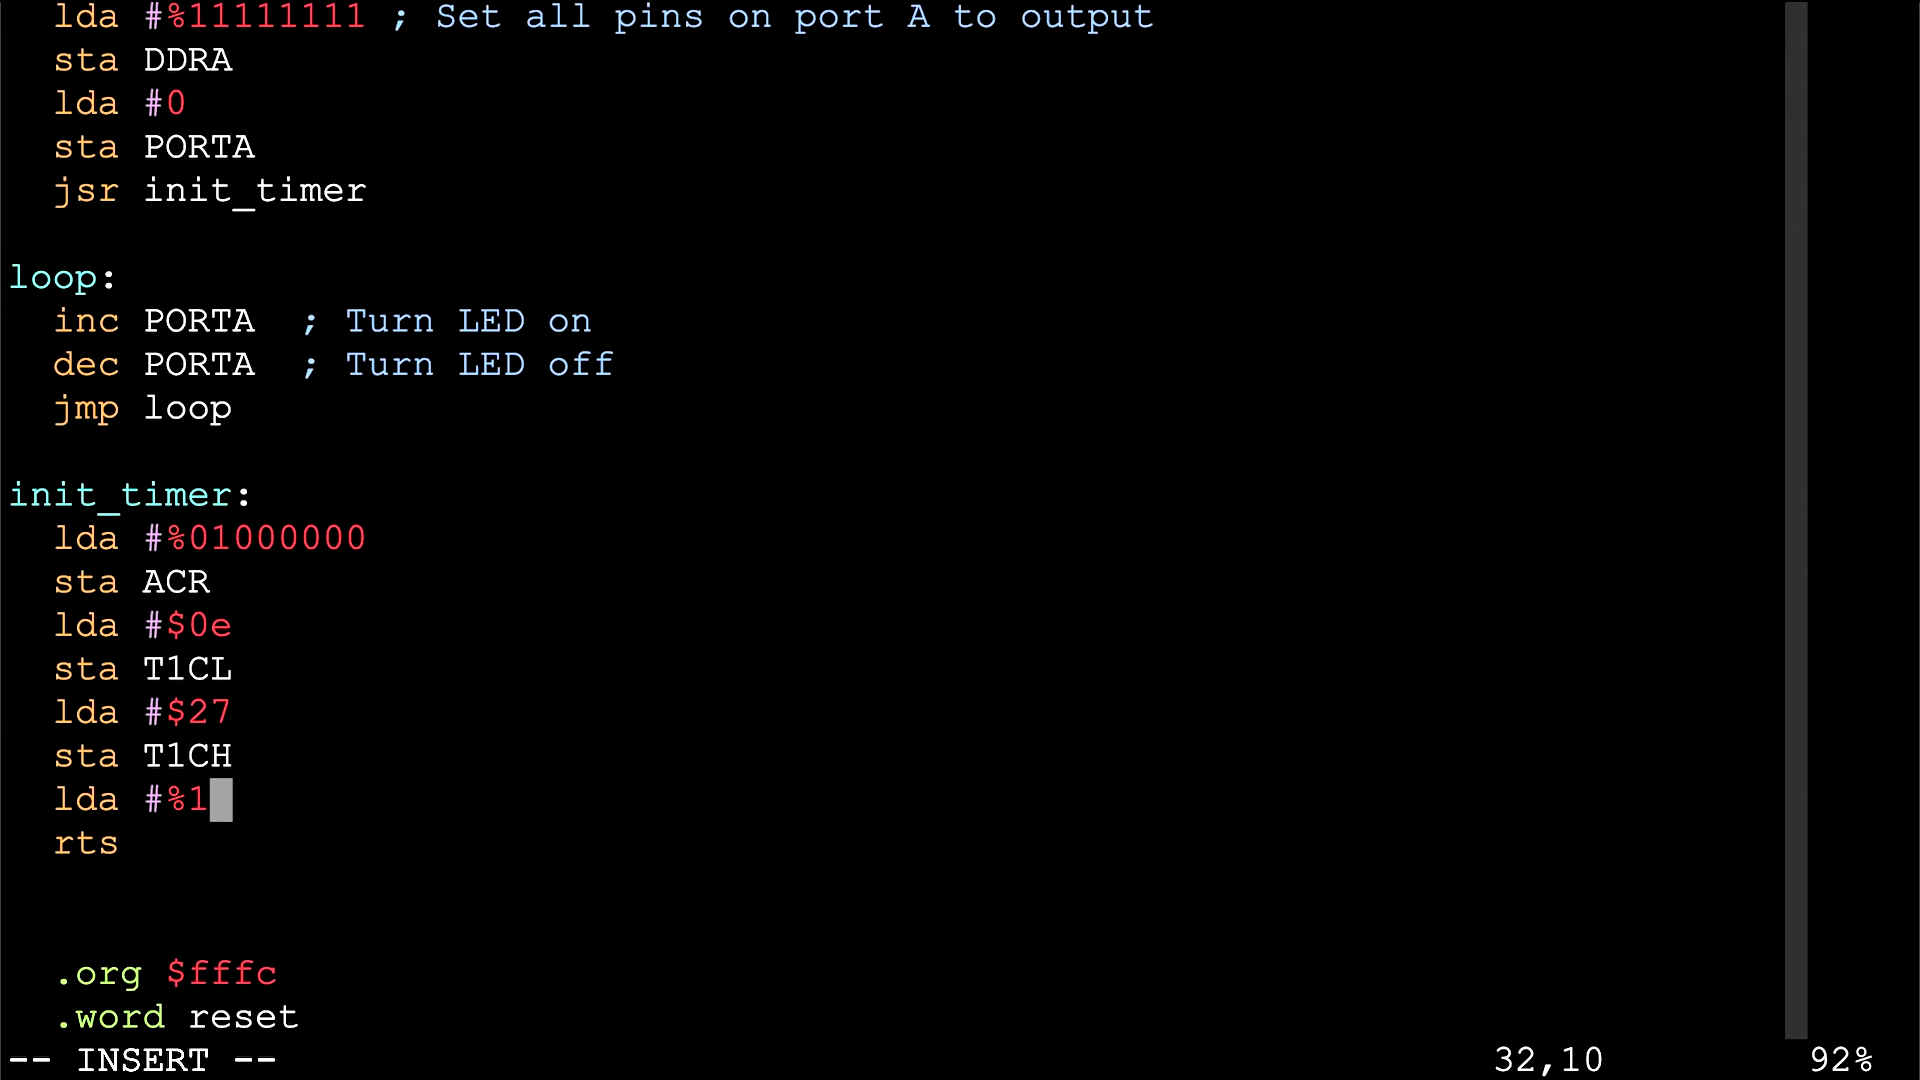 lda #%11111111 ; Set all pins on port A to output
sta DDRA
lda #0
sta PORTA
jsr init_timer
loop:
inc PORTA ; Turn LED on
dec PORTA ; Turn LED off
jmp loop
init_timer:
lda #%01000000
sta ACR
lda #$0e
sta T1CL
lda #$27
sta T1CH
lda #%1
rts
.org $fffc
.word reset
-- INSERT -- 32,10 92%